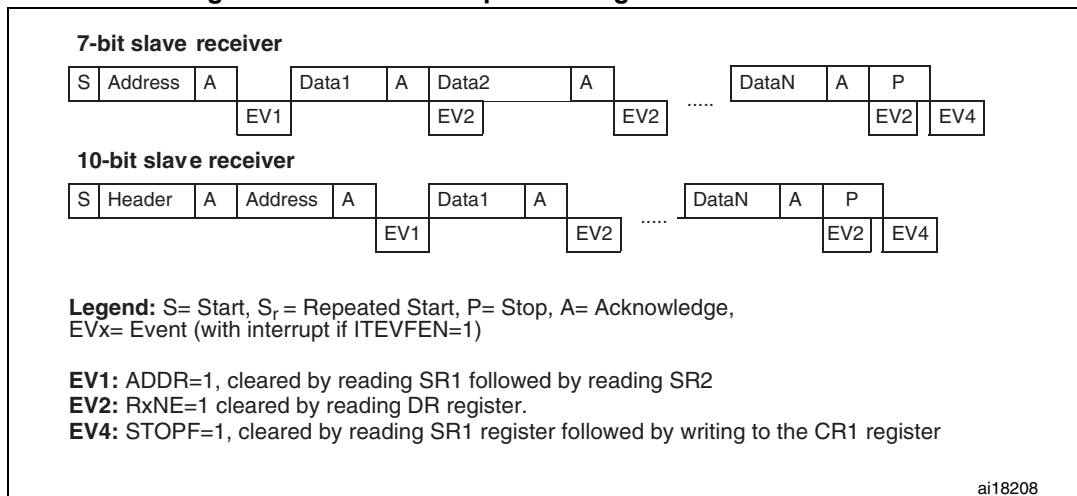 7-bit slave receiver
S Address A Data1 A Data2 A ..... DataN A P
EV1 EV2 EV2 EV2 EV4
10-bit slave receiver
S Header A Address A Data1 A ..... DataN A P
EV1 EV2 EV2 EV4
Legend: S= Start, Sr = Repeated Start, P= Stop, A= Acknowledge,
EVx= Event (with interrupt if ITEVFEN=1)
EV1: ADDR=1, cleared by reading SR1 followed by reading SR2
EV2: RxNE=1 cleared by reading DR register.
EV4: STOPF=1, cleared by reading SR1 register followed by writing to the CR1 register
ai18208